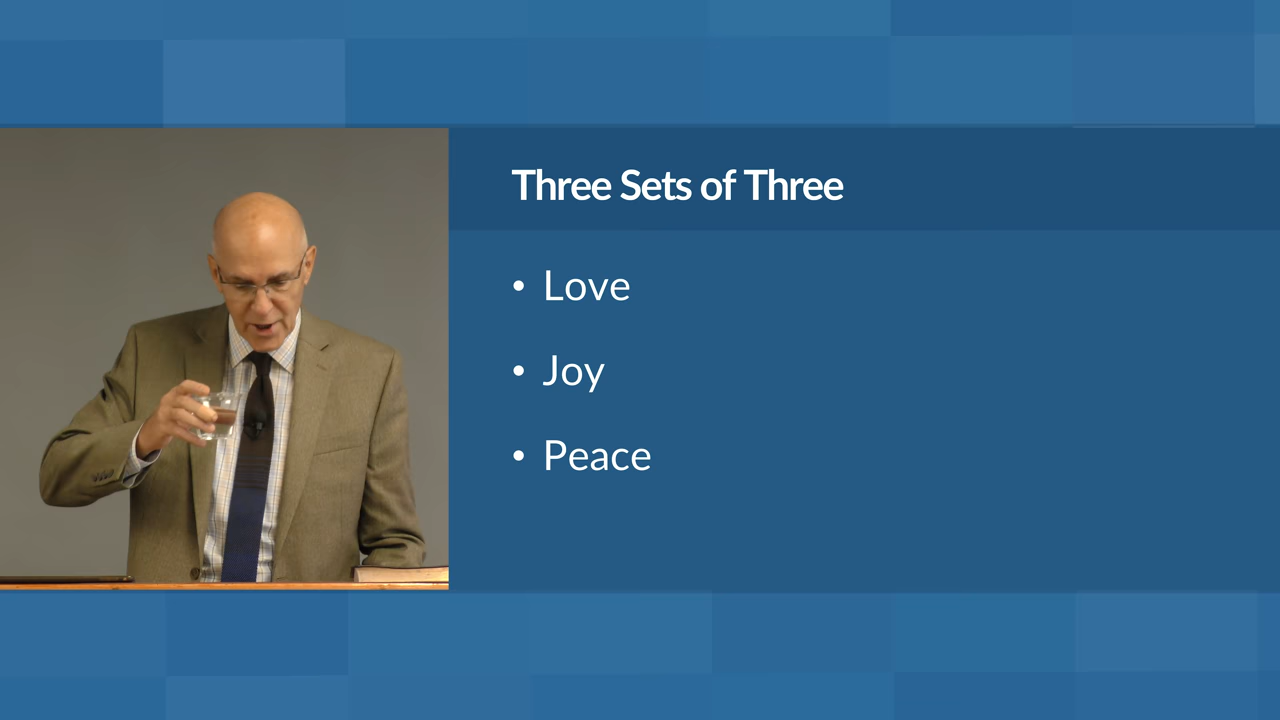 Three Sets of Three
• Love
• Joy
• Peace